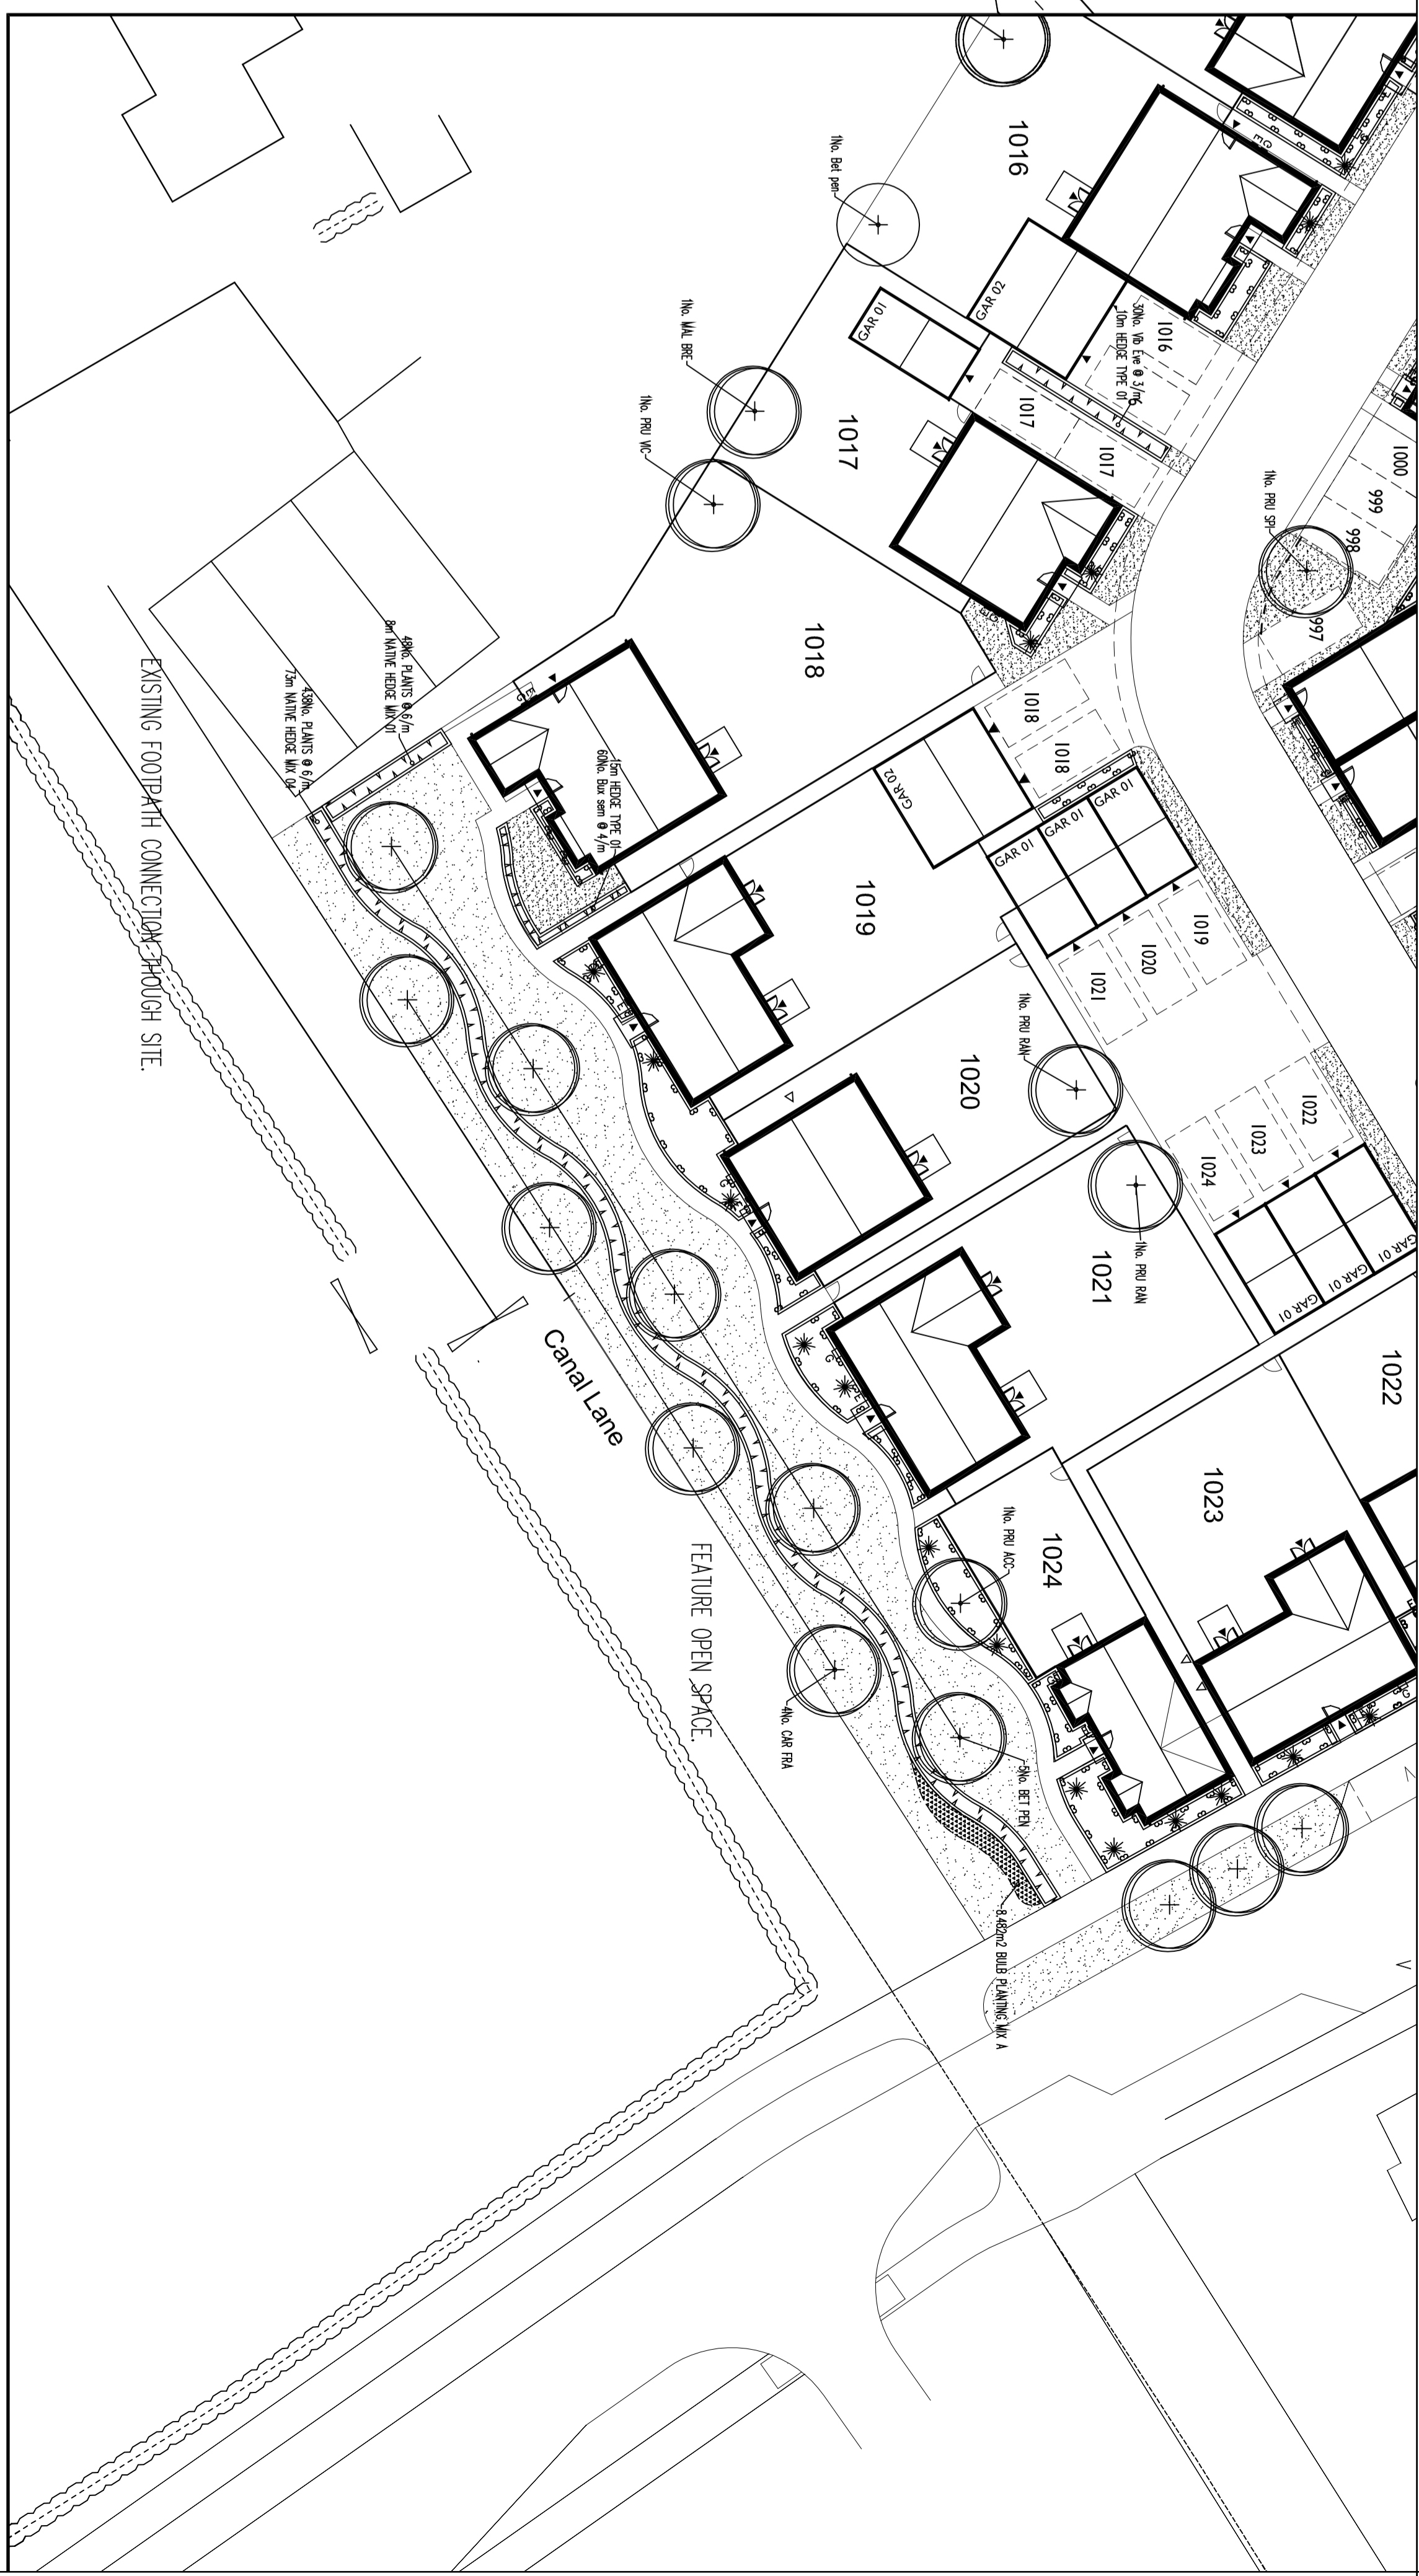 1016
1No. Bet pen
GAR 02
GAR 01
30No. Vib Eve @ 3/m
10m HEDGE TYPE 01
1016
1017
1017
1017
1No. MAL BRE
1No. PRU VIC
1000
999
998
997
1No. PRU SPI
1018
1018
1018
GAR 02
GAR 01
GAR 01
GAR 01
48No. PLANTS @ 6/m
8m NATIVE HEDGE MIX 01
438No. PLANTS @ 6/m
73m NATIVE HEDGE MIX 04
15m HEDGE TYPE 01
60No. Bux sem @ 4/m
EXISTING FOOTPATH CONNECTION THOUGH SITE.
1019
1019
1020
1021
1No. PRU RAN
1020
1022
1023
1024
1No. PRU RAN
1021
GAR 01
GAR 01
GAR 01
1022
Canal Lane
1023
1024
1No. PRU ACC
FEATURE OPEN SPACE.
4No. CAR FRA
5No. BET PEN
8.482m2 BULB PLANTING MIX A